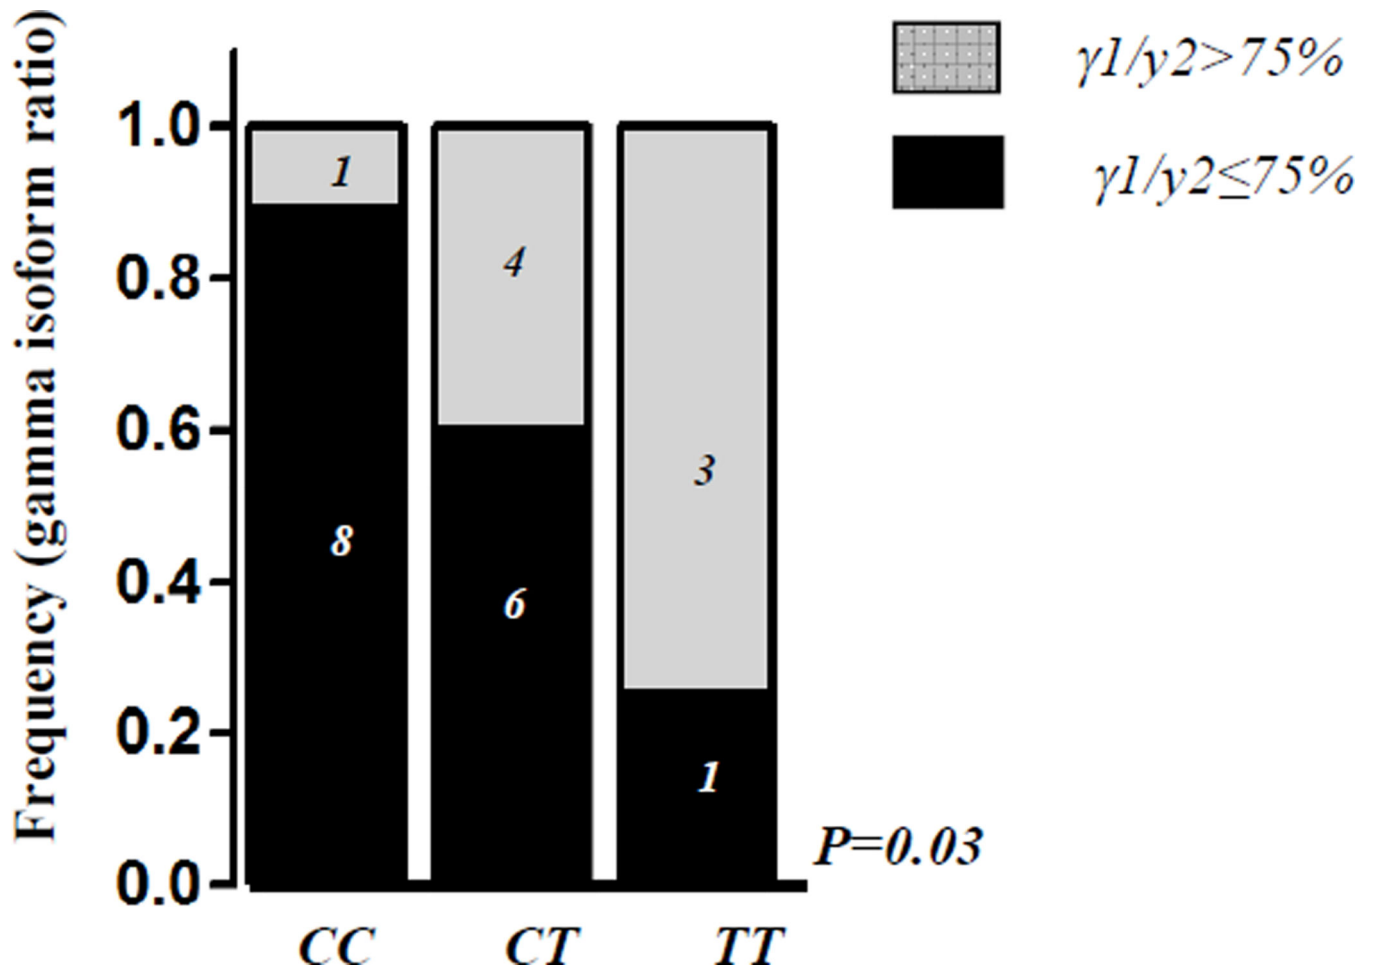 Frequency (gamma isoform ratio)
1.0
0.8
0.6
0.4
0.2
0.0
1
8
4
6
3
1
CC
CT
TT
P=0.03
γ1/y2>75%
γ1/y2≤75%